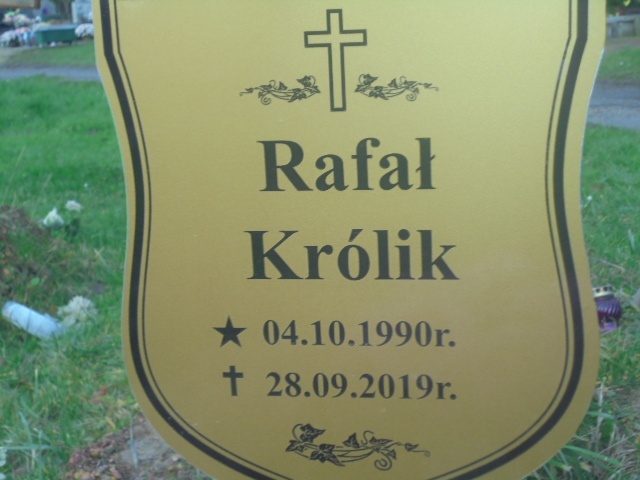 Rafał
Królik
★ 04.10.1990r.
✝ 28.09.2019r.